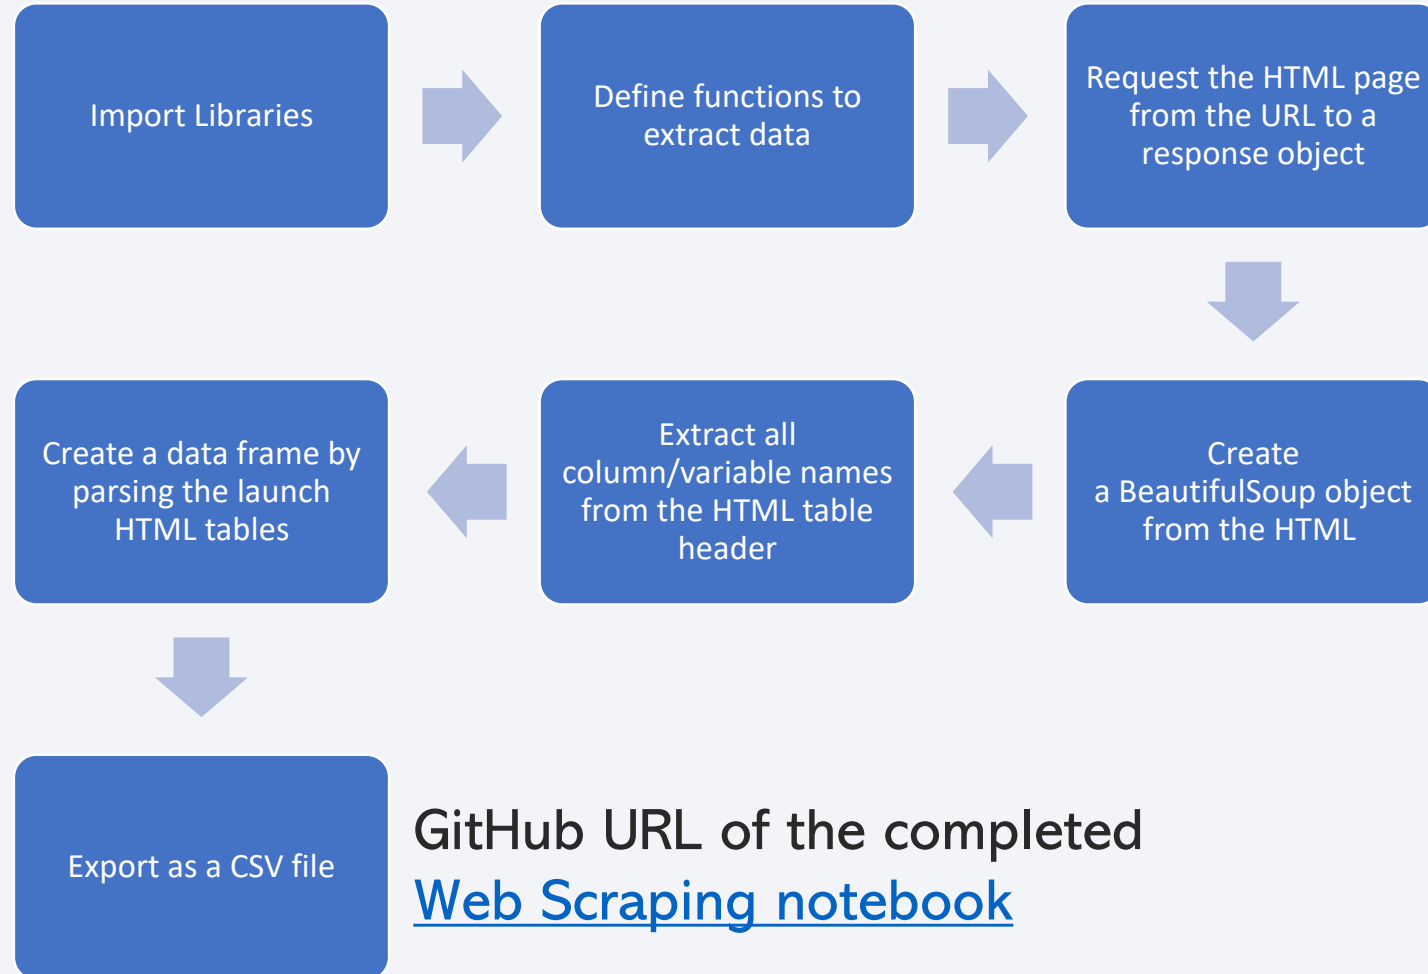 Import Libraries
Define functions to
extract data
Request the HTML page
from the URL to a
response object
Create
a BeautifulSoup object
from the HTML
Extract all
column/variable names
from the HTML table
header
Create a data frame by
parsing the launch
HTML tables
Export as a CSV file
GitHub URL of the completed
Web Scraping notebook